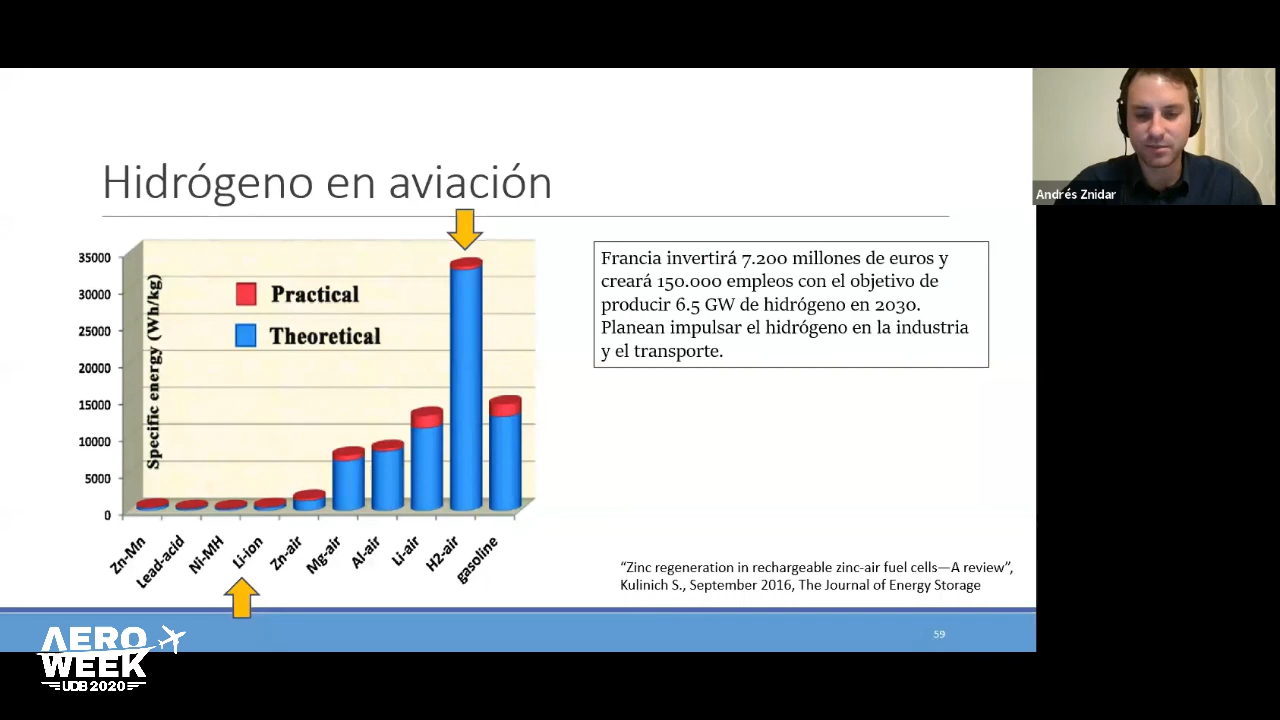 Andrés Znidar
Hidrógeno en aviación
35000
30000
25000
20000
15000
10000
5000
0
Specific energy (Wh/kg)
Practical
Theoretical
Zn-Mn
Lead-acid
Ni-MH
Li-ion
Zn-air
Mg-air
Al-air
Li-air
H2-air
gasoline
Francia invertirá 7.200 millones de euros y
creará 150.000 empleos con el objetivo de
producir 6.5 GW de hidrógeno en 2030.
Planean impulsar el hidrógeno en la industria
y el transporte.
“Zinc regeneration in rechargeable zinc-air fuel cells—A review”,
Kulinich S., September 2016, The Journal of Energy Storage
59
AERO
WEEK
UDB 2020